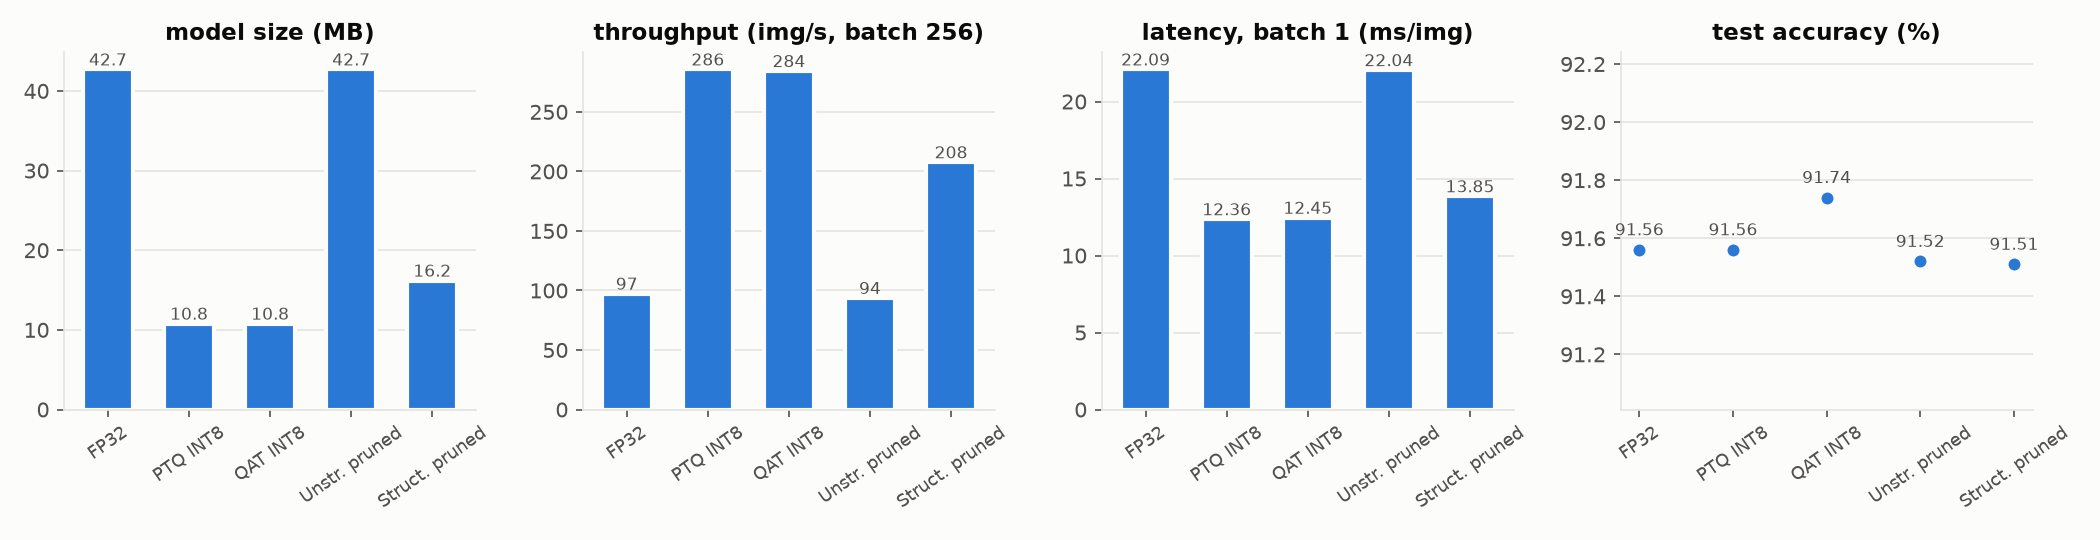 model size (MB)
42.7
10.8
10.8
42.7
16.2
40
30
20
10
0
FP32
PTQ INT8
QAT INT8
Unstr. pruned
Struct. pruned
throughput (img/s, batch 256)
97
286
284
94
208
250
200
150
100
50
0
FP32
PTQ INT8
QAT INT8
Unstr. pruned
Struct. pruned
latency, batch 1 (ms/img)
22.09
12.36
12.45
22.04
13.85
20
15
10
5
0
FP32
PTQ INT8
QAT INT8
Unstr. pruned
Struct. pruned
test accuracy (%)
91.56
91.56
91.74
91.52
91.51
92.2
92.0
91.8
91.6
91.4
91.2
FP32
PTQ INT8
QAT INT8
Unstr. pruned
Struct. pruned